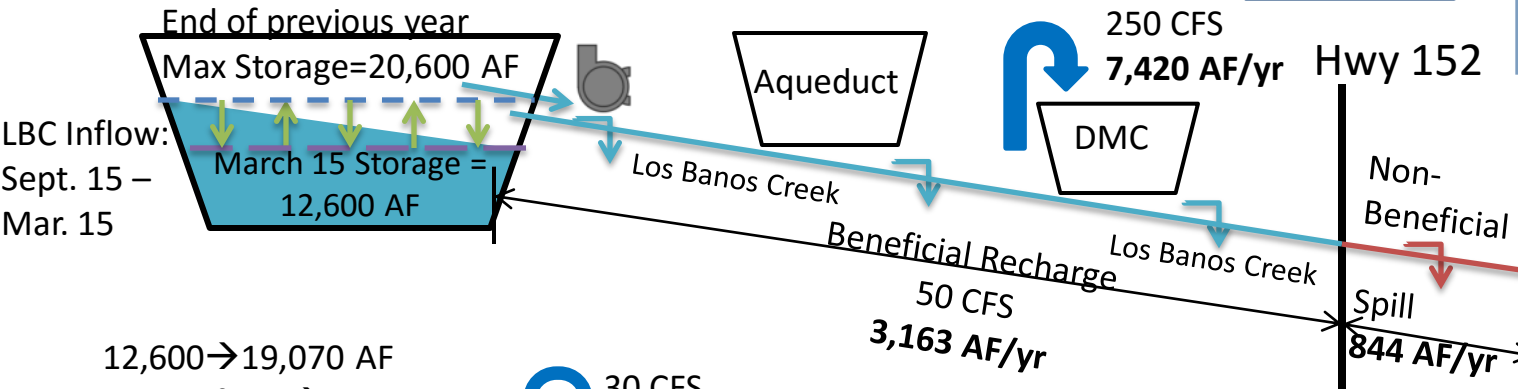 End of previous year
Max Storage=20,600 AF
LBC Inflow:
Sept. 15 –
Mar. 15
March 15 Storage =
12,600 AF
Aqueduct
250 CFS
7,420 AF/yr
DMC
Hwy 152
Los Banos Creek
Beneficial Recharge
50 CFS
3,163 AF/yr
Los Banos Creek
Non-
Beneficial
Spill
844 AF/yr
12,600→19,070 AF
30 CFS